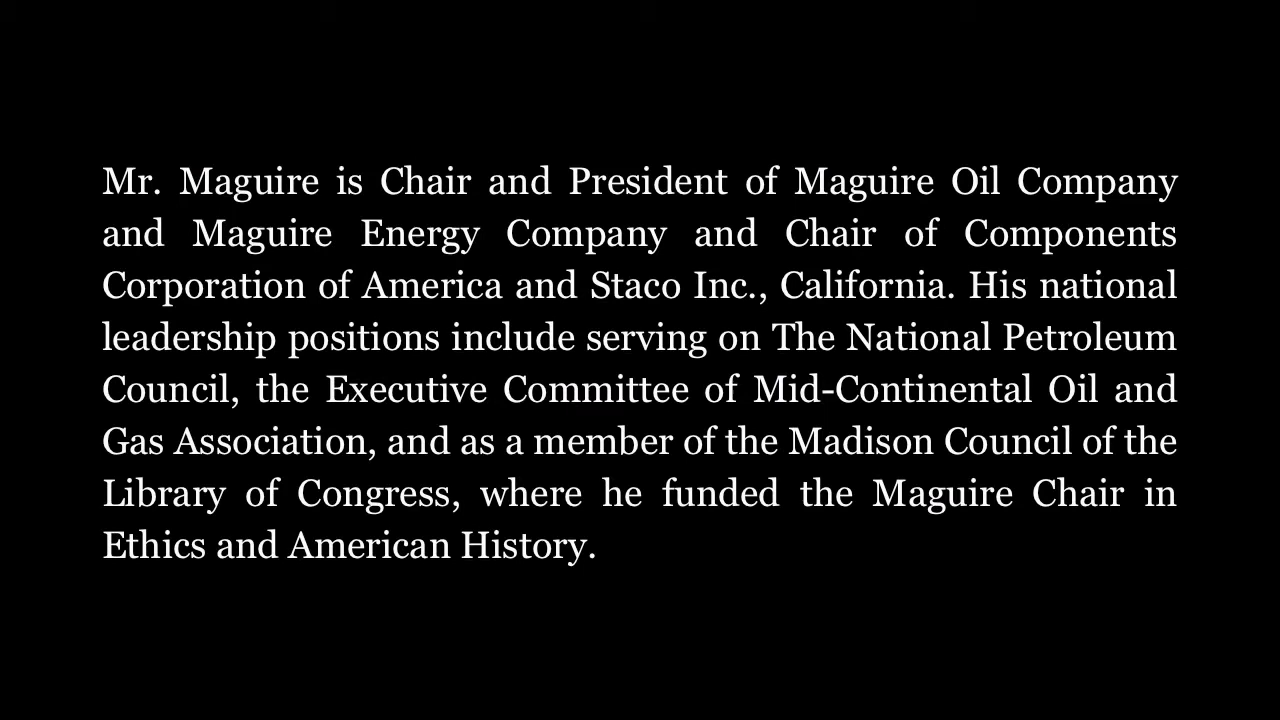 Mr. Maguire is Chair and President of Maguire Oil Company
and Maguire Energy Company and Chair of Components
Corporation of America and Staco Inc., California. His national
leadership positions include serving on The National Petroleum
Council, the Executive Committee of Mid-Continental Oil and
Gas Association, and as a member of the Madison Council of the
Library of Congress, where he funded the Maguire Chair in
Ethics and American History.